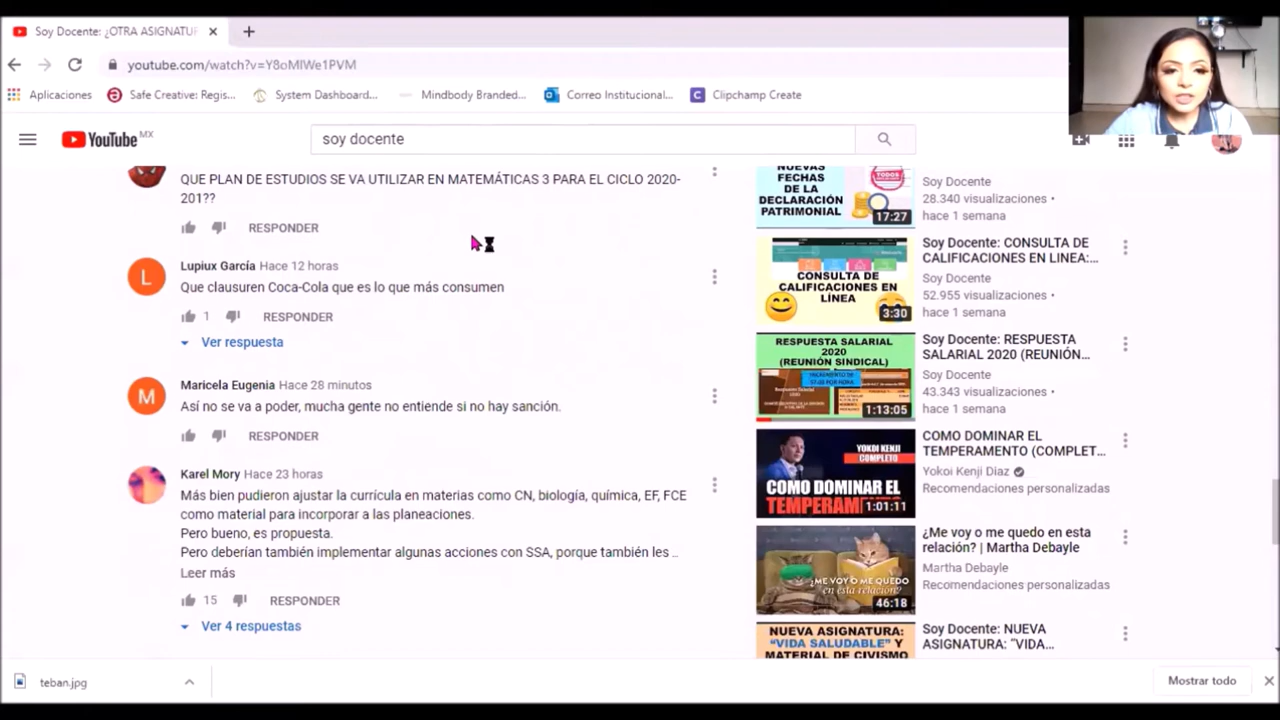 Soy Docente: ¿OTRA ASIGNATU
youtube.com/watch?v=Y8oMIWe1PVM
Aplicaciones
Safe Creative: Regis...
System Dashboard...
Mindbody Branded...
Correo Institucional...
Clipchamp Create
YouTube MX
soy docente
QUE PLAN DE ESTUDIOS SE VA UTILIZAR EN MATEMÁTICAS 3 PARA EL CICLO 2020-
201??
RESPONDER
Lupiux García Hace 12 horas
Que clausuren Coca-Cola que es lo que más consumen
1
RESPONDER
Ver respuesta
Maricela Eugenia Hace 28 minutos
Así no se va a poder, mucha gente no entiende si no hay sanción.
RESPONDER
Karel Mory Hace 23 horas
Más bien pudieron ajustar la currícula en materias como CN, biología, química, EF, FCE
como material para incorporar a las planeaciones.
Pero bueno, es propuesta.
Pero deberían también implementar algunas acciones con SSA, porque también les ...
Leer más
15
RESPONDER
Ver 4 respuestas
NUEVAS
FECHAS
DE LA
DECLARACIÓN
PATRIMONIAL
17:27
Soy Docente
28.340 visualizaciones •
hace 1 semana
CONSULTA DE
CALIFICACIONES EN
LÍNEA
3:30
Soy Docente: CONSULTA DE
CALIFICACIONES EN LINEA:...
Soy Docente
52.955 visualizaciones •
hace 1 semana
RESPUESTA SALARIAL
2020
(REUNIÓN SINDICAL)
1:13:05
Soy Docente: RESPUESTA
SALARIAL 2020 (REUNIÓN...
Soy Docente
43.343 visualizaciones •
hace 1 semana
YOKOI KENJI
COMPLETO
COMO DOMINAR EL
TEMPERAM
1:01:11
COMO DOMINAR EL
TEMPERAMENTO (COMPLET...
Yokoi Kenji Diaz
Recomendaciones personalizadas
¿ME VOY O ME QUEDO
en esta relación?
46:18
¿Me voy o me quedo en esta
relación? | Martha Debayle
Martha Debayle
Recomendaciones personalizadas
NUEVA ASIGNATURA:
“VIDA SALUDABLE” Y
MATERIAL DE CIVISMO
Soy Docente: NUEVA
ASIGNATURA: “VIDA...
teban.jpg
Mostrar todo